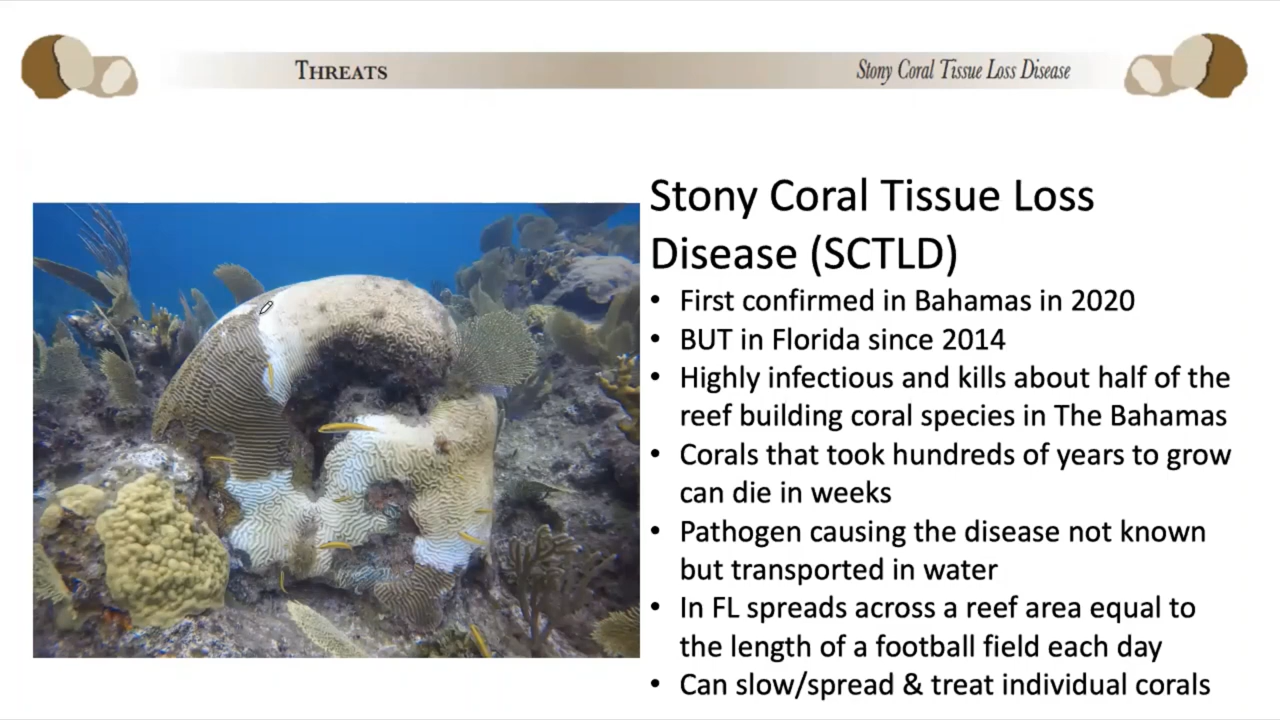 THREATS
Stony Coral Tissue Loss Disease
Stony Coral Tissue Loss
Disease (SCTLD)
• First confirmed in Bahamas in 2020
• BUT in Florida since 2014
• Highly infectious and kills about half of the
reef building coral species in The Bahamas
• Corals that took hundreds of years to grow
can die in weeks
• Pathogen causing the disease not known
but transported in water
• In FL spreads across a reef area equal to
the length of a football field each day
• Can slow/spread & treat individual corals